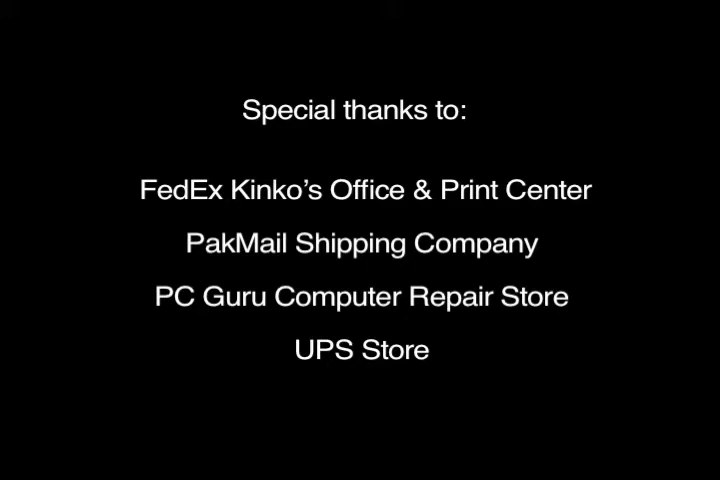 Special thanks to:
FedEx Kinko’s Office & Print Center
PakMail Shipping Company
PC Guru Computer Repair Store
UPS Store